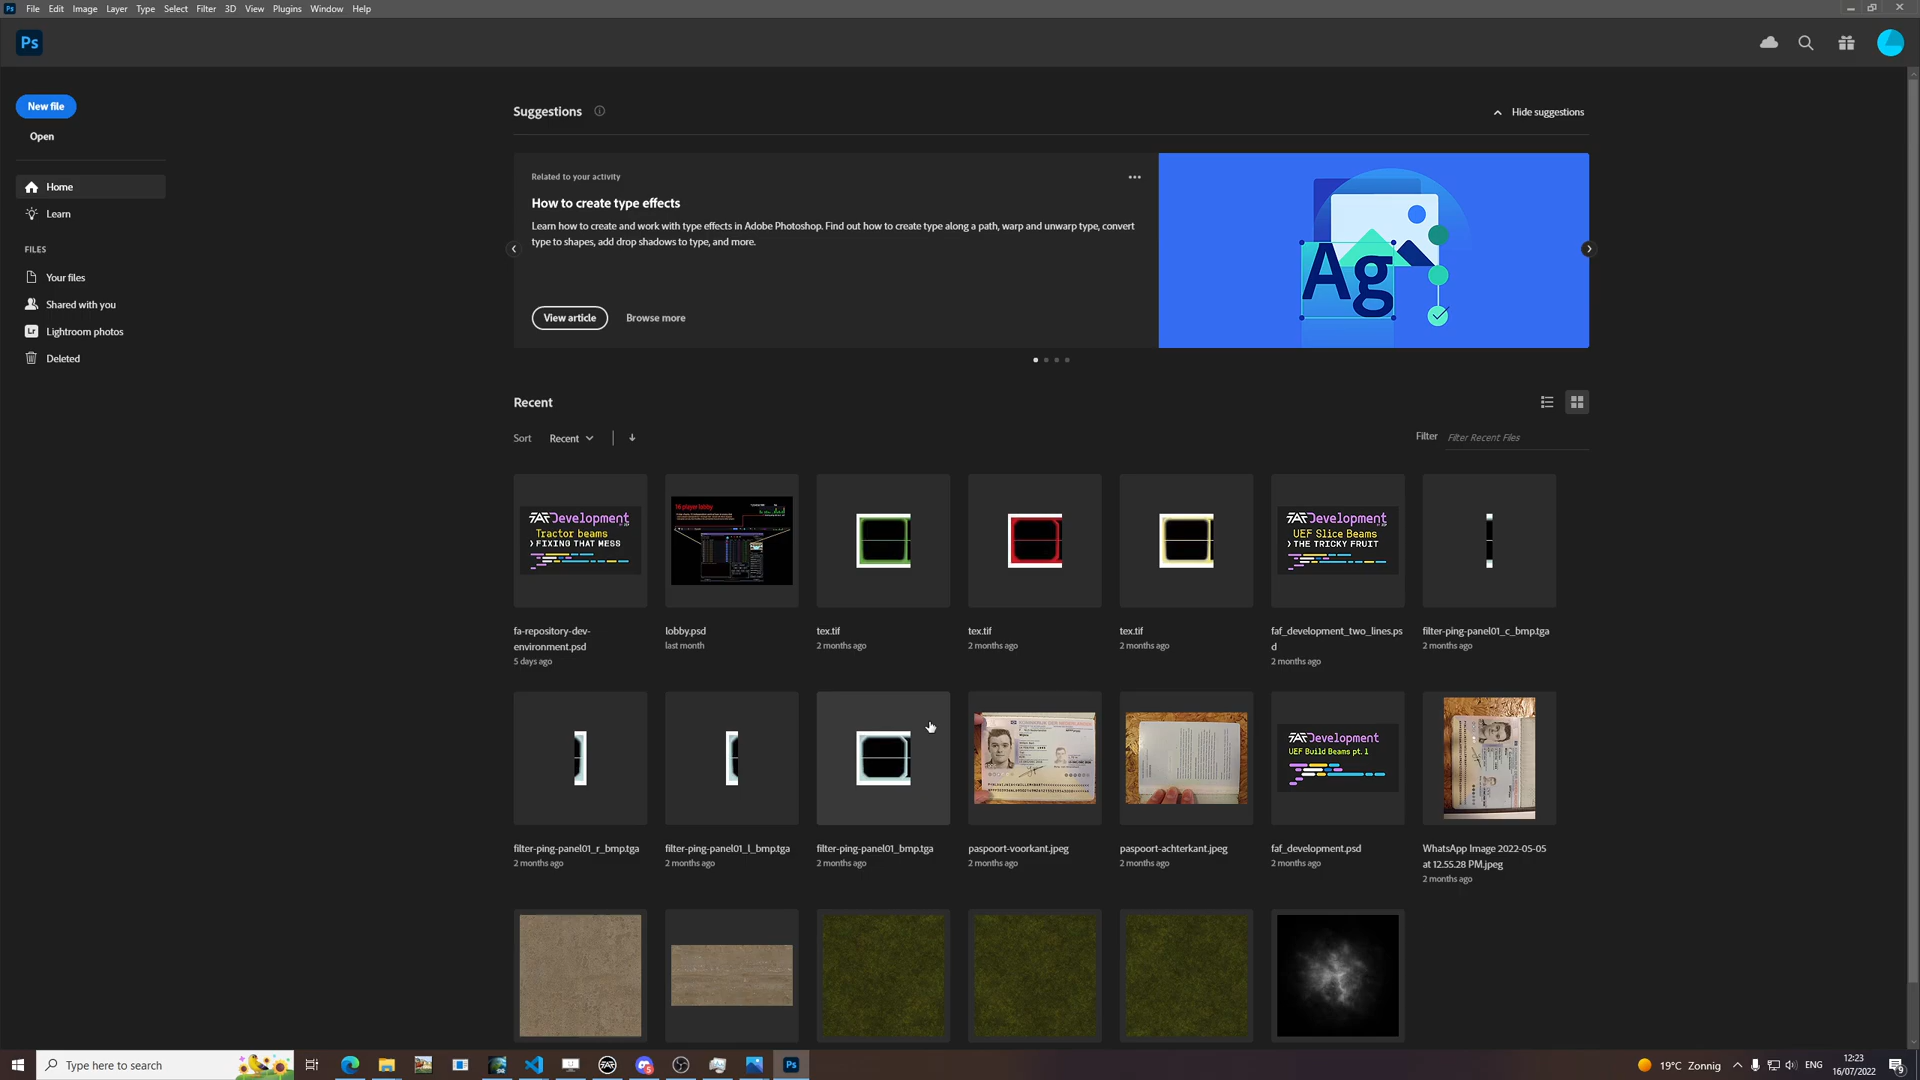 Ps File Edit Image Layer Type Select Filter 3D View Plugins Window Help
Ps
New file
Open
Home
Learn
FILES
Your files
Shared with you
Lr Lightroom photos
Deleted
Suggestions
Hide suggestions
Related to your activity
How to create type effects
Learn how to create and work with type effects in Adobe Photoshop. Find out how to create type along a path, warp and unwarp type, convert
type to shapes, add drop shadows to type, and more.
View article Browse more
Ag
Recent
Sort Recent
Filter Filter Recent Files
FAF Development
Tractor beams
> FIXING THAT MESS
16 player lobby
FAF Development
UEF Slice Beams
> THE TRICKY FRUIT
fa-repository-dev-
environment.psd
5 days ago
lobby.psd
last month
tex.tif
2 months ago
tex.tif
2 months ago
tex.tif
2 months ago
faf_development_two_lines.ps
d
2 months ago
filter-ping-panel01_c_bmp.tga
2 months ago
FAF Development
UEF Build Beams pt. 1
filter-ping-panel01_r_bmp.tga
2 months ago
filter-ping-panel01_l_bmp.tga
2 months ago
filter-ping-panel01_bmp.tga
2 months ago
paspoort-voorkant.jpeg
2 months ago
paspoort-achterkant.jpeg
2 months ago
faf_development.psd
2 months ago
WhatsApp Image 2022-05-05
at 12.55.28 PM.jpeg
2 months ago
Type here to search
FAF
Ps
19°C Zonnig
ENG
12:23
16/07/2022